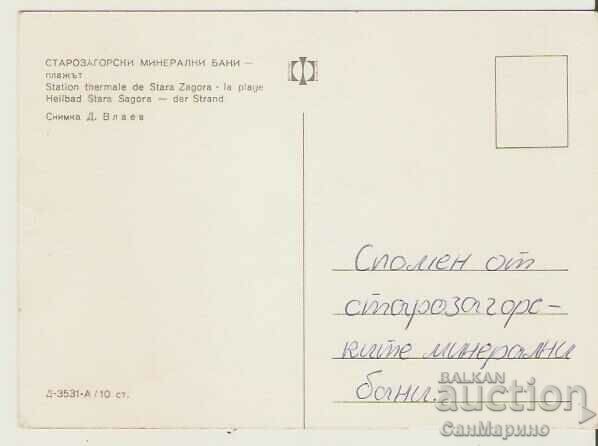 СТАРОЗАГОРСКИ МИНЕРАЛНИ БАНИ —
плажът
Station thermale de Stara Zagora - la plage
Heilbad Stara Sagora — der Strand
Снимка Д. Влаев
Спомен от
старозагорс-
ките минерални
бани.
Д-3531-А / 10 ст.
BALKAN
auction
СанМарино